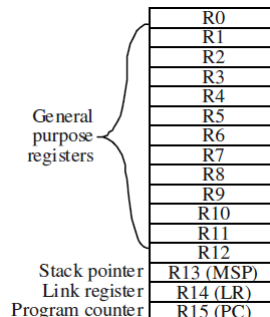 R0
R1
R2
R3
R4
General R5
purpose R6
registers R7
R8
R9
R10
R11
R12
Stack pointer R13 (MSP)
Link register R14 (LR)
Program counter R15 (PC)